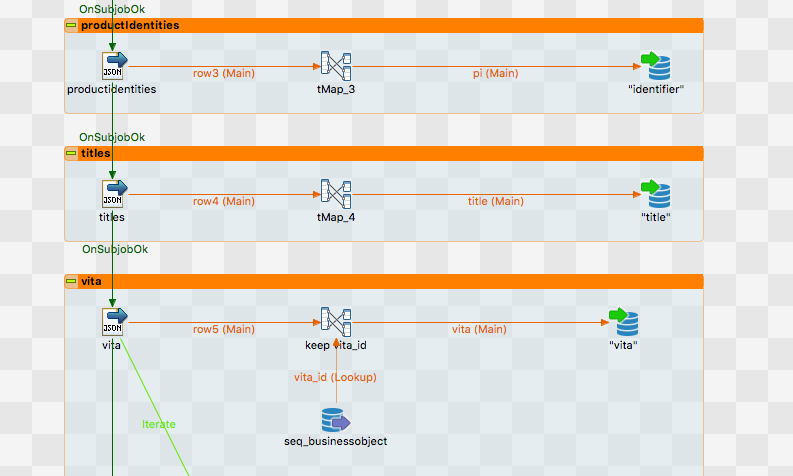 OnSubjobOk
productIdentities
JSON
row3 (Main)
pi (Main)
productidentities
tMap_3
"identifier"
OnSubjobOk
titles
JSON
row4 (Main)
title (Main)
titles
tMap_4
"title"
OnSubjobOk
vita
JSON
row5 (Main)
vita (Main)
vita
keep vita_id
"vita"
vita_id (Lookup)
Iterate
seq_businessobject